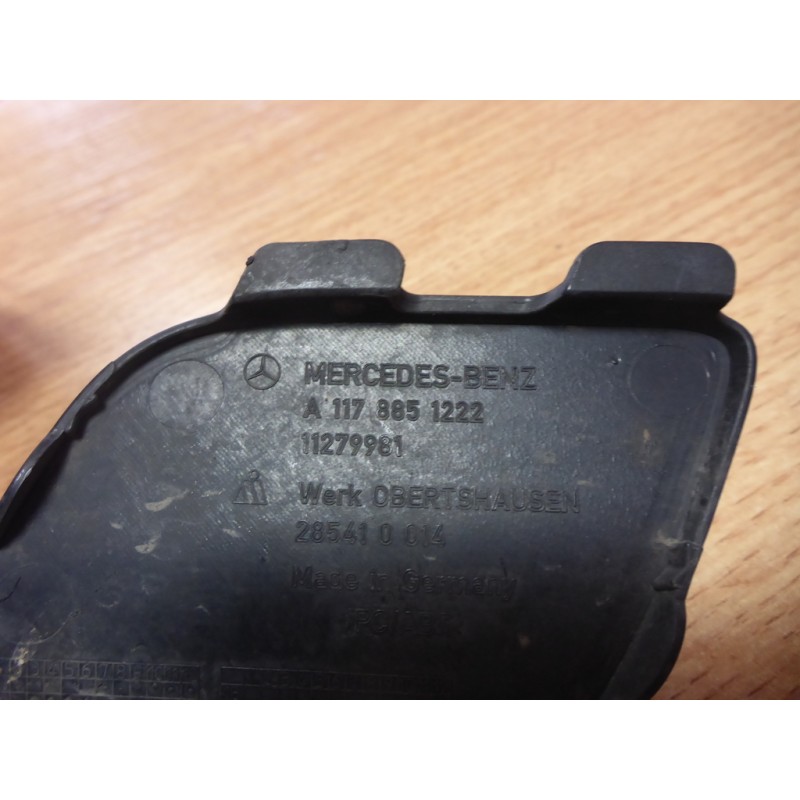 MERCEDES-BENZ
A 117 885 1222
11279981
Werk OBERTSHAUSEN
28541 0 014
Made in Germany